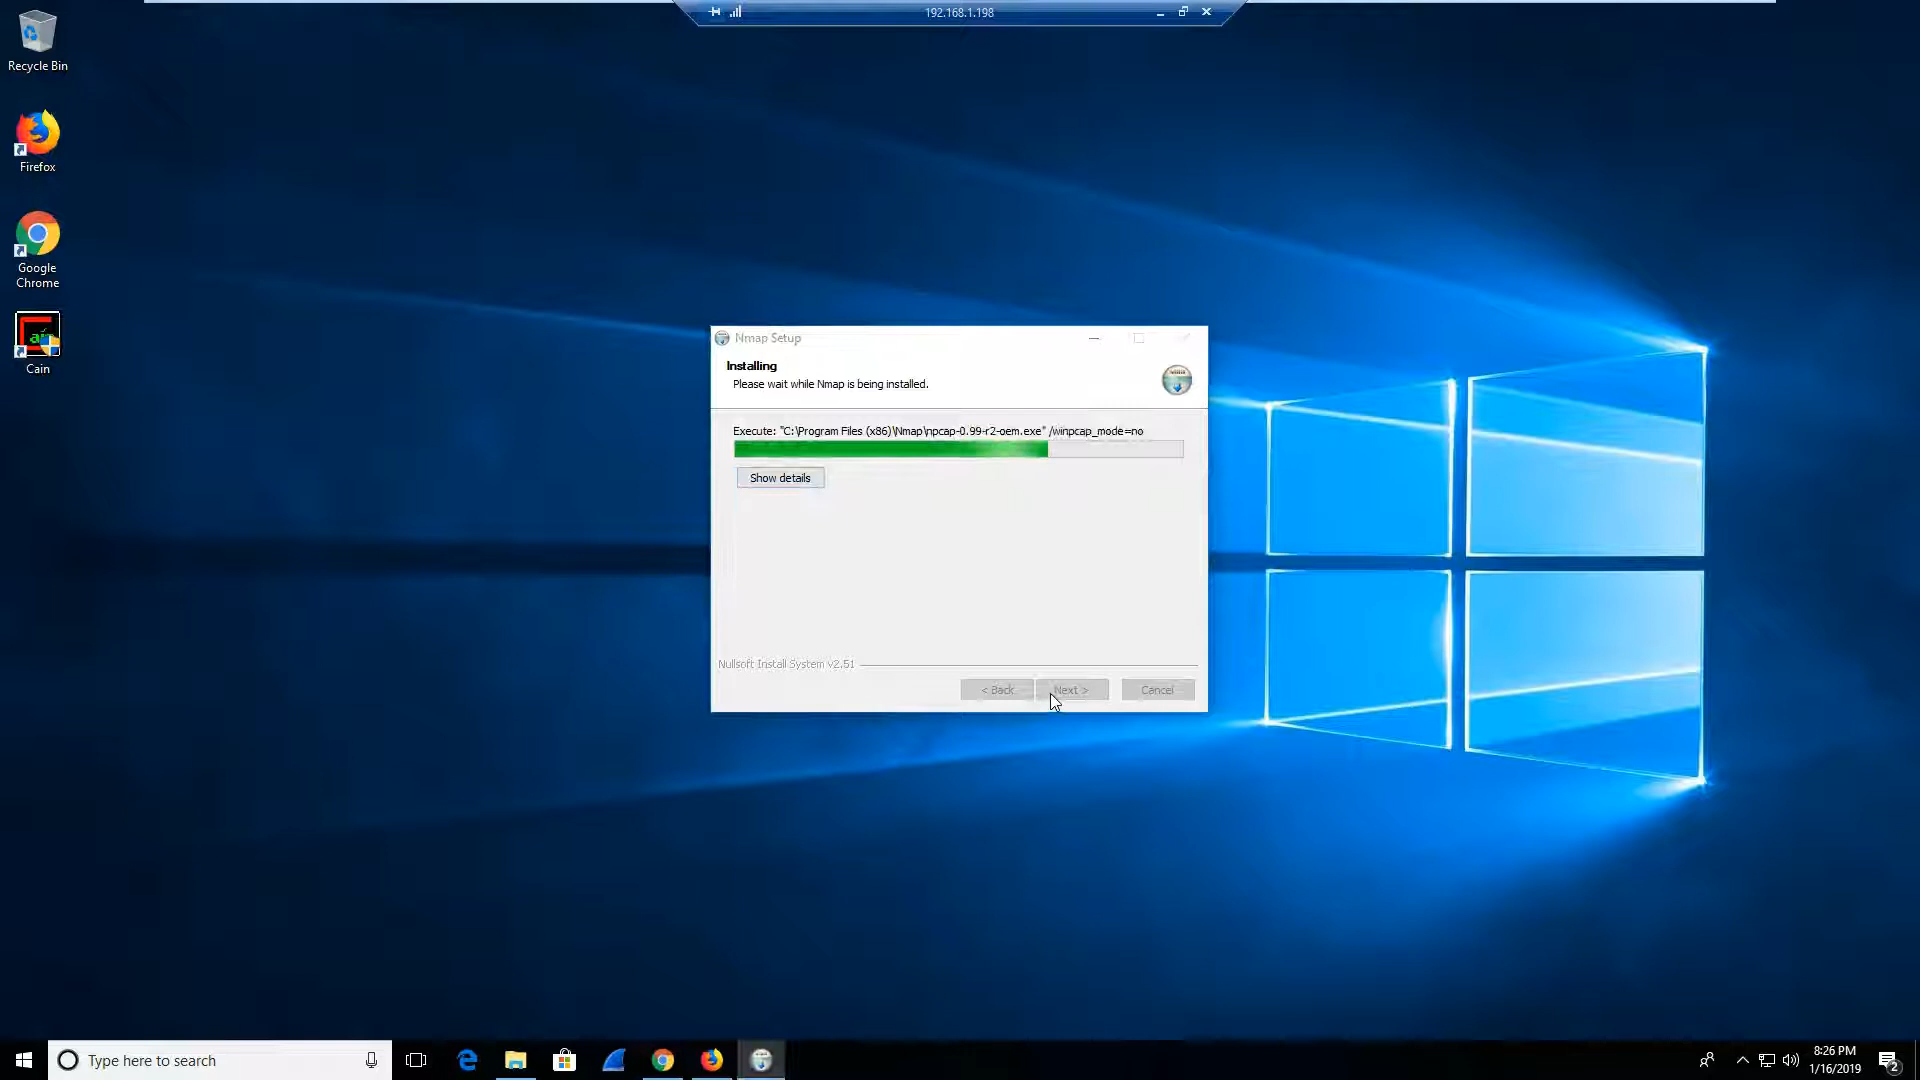 192.168.1.198
Recycle Bin
Firefox
Google
Chrome
Cain
Nmap Setup
Installing
Please wait while Nmap is being installed.
Execute: "C:\Program Files (x86)\Nmap\npcap-0.99-r2-oem.exe" /winpcap_mode=no
Show details
Nullsoft Install System v2.51
< Back
Next >
Cancel
Type here to search
8:26 PM
1/16/2019
2